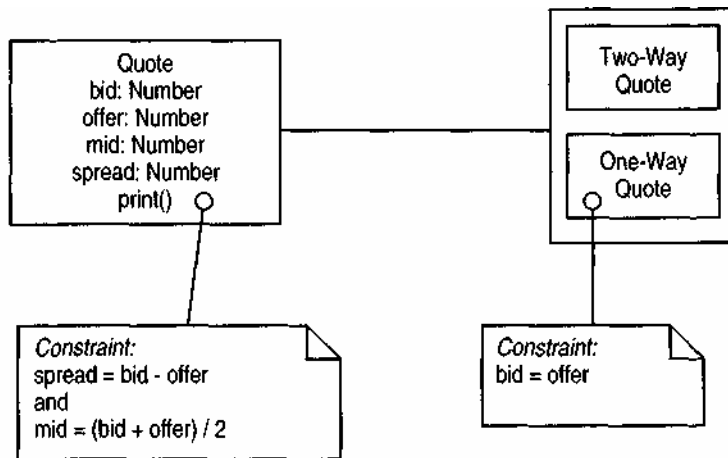 Quote
bid: Number
offer: Number
mid: Number
spread: Number
print()
Two-Way
Quote
One-Way
Quote
Constraint:
spread = bid - offer
and
mid = (bid + offer) / 2
Constraint:
bid = offer